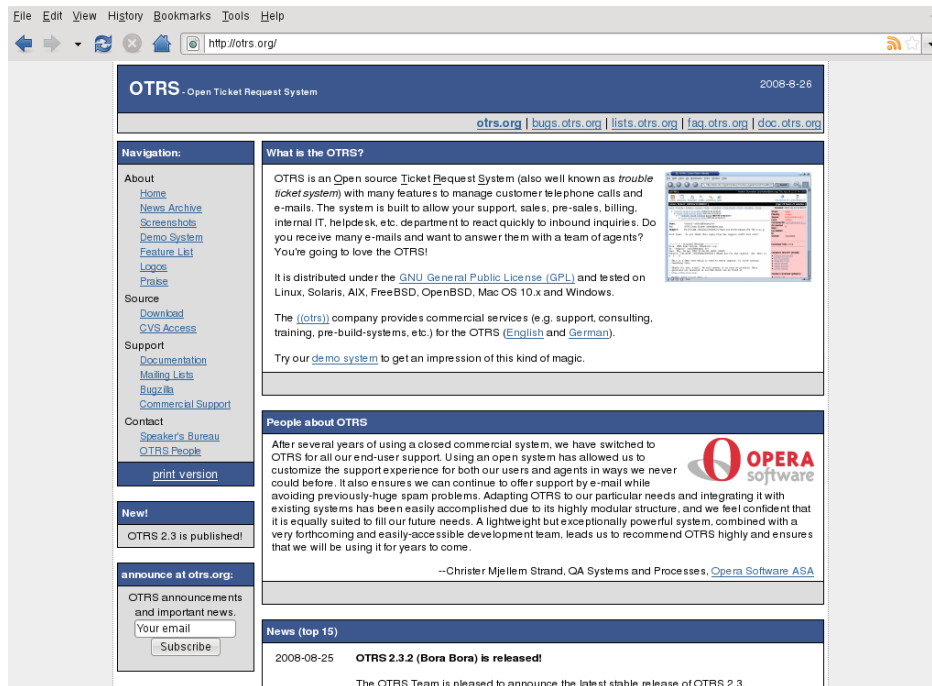 File Edit View History Bookmarks Tools Help
http://otrs.org/
OTRS - Open Ticket Request System
2008-8-26
otrs.org | bugs.otrs.org | lists.otrs.org | faq.otrs.org | doc.otrs.org
Navigation:
About
Home
News Archive
Screenshots
Demo System
Feature List
Logos
Praise
Source
Download
CVS Access
Support
Documentation
Mailing Lists
Bugzilla
Commercial Support
Contact
Speaker's Bureau
OTRS People
print version
New!
OTRS 2.3 is published!
announce at otrs.org:
OTRS announcements
and important news.
Your email
Subscribe
What is the OTRS?
OTRS is an Open source Ticket Request System (also well known as trouble
ticket system) with many features to manage customer telephone calls and
e-mails. The system is built to allow your support, sales, pre-sales, billing,
internal IT, helpdesk, etc. department to react quickly to inbound inquiries. Do
you receive many e-mails and want to answer them with a team of agents?
You're going to love the OTRS!
It is distributed under the GNU General Public License (GPL) and tested on
Linux, Solaris, AIX, FreeBSD, OpenBSD, Mac OS 10.x and Windows.
The ((otrs)) company provides commercial services (e.g. support, consulting,
training, pre-build-systems, etc.) for the OTRS (English and German).
Try our demo system to get an impression of this kind of magic.
People about OTRS
After several years of using a closed commercial system, we have switched to
OTRS for all our end-user support. Using an open system has allowed us to
customize the support experience for both our users and agents in ways we never
could before. It also ensures we can continue to offer support by e-mail while
avoiding previously-huge spam problems. Adapting OTRS to our particular needs and integrating it with
existing systems has been easily accomplished due to its highly modular structure, and we feel confident that
it is equally suited to fill our future needs. A lightweight but exceptionally powerful system, combined with a
very forthcoming and easily-accessible development team, leads us to recommend OTRS highly and ensures
that we will be using it for years to come.
OPERA
software
--Christer Mjellem Strand, QA Systems and Processes, Opera Software ASA
News (top 15)
2008-08-25 OTRS 2.3.2 (Bora Bora) is released!
The OTRS Team is pleased to announce the latest stable release of OTRS 2.3.